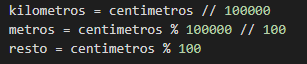 kilometros = centimetros // 100000
metros = centimetros % 100000 // 100
resto = centimetros % 100